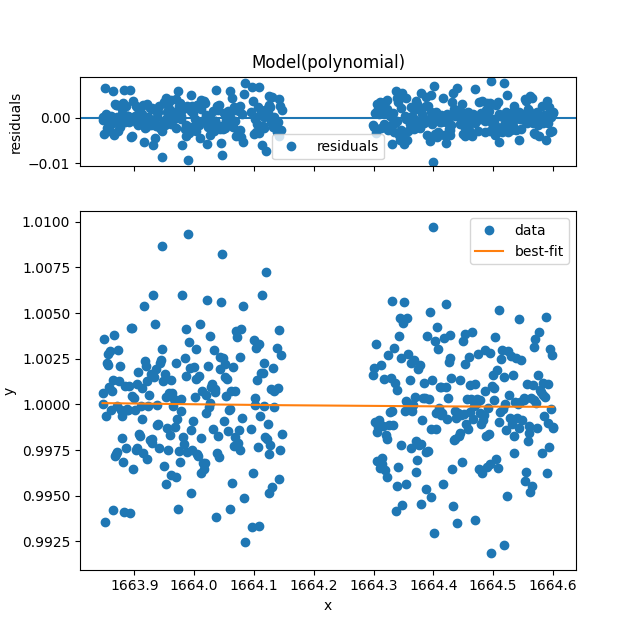 Model(polynomial)
residuals
0.00
−0.01
residuals
y
1.0100
1.0075
1.0050
1.0025
1.0000
0.9975
0.9950
0.9925
data
best-fit
1663.9 1664.0 1664.1 1664.2 1664.3 1664.4 1664.5 1664.6
x